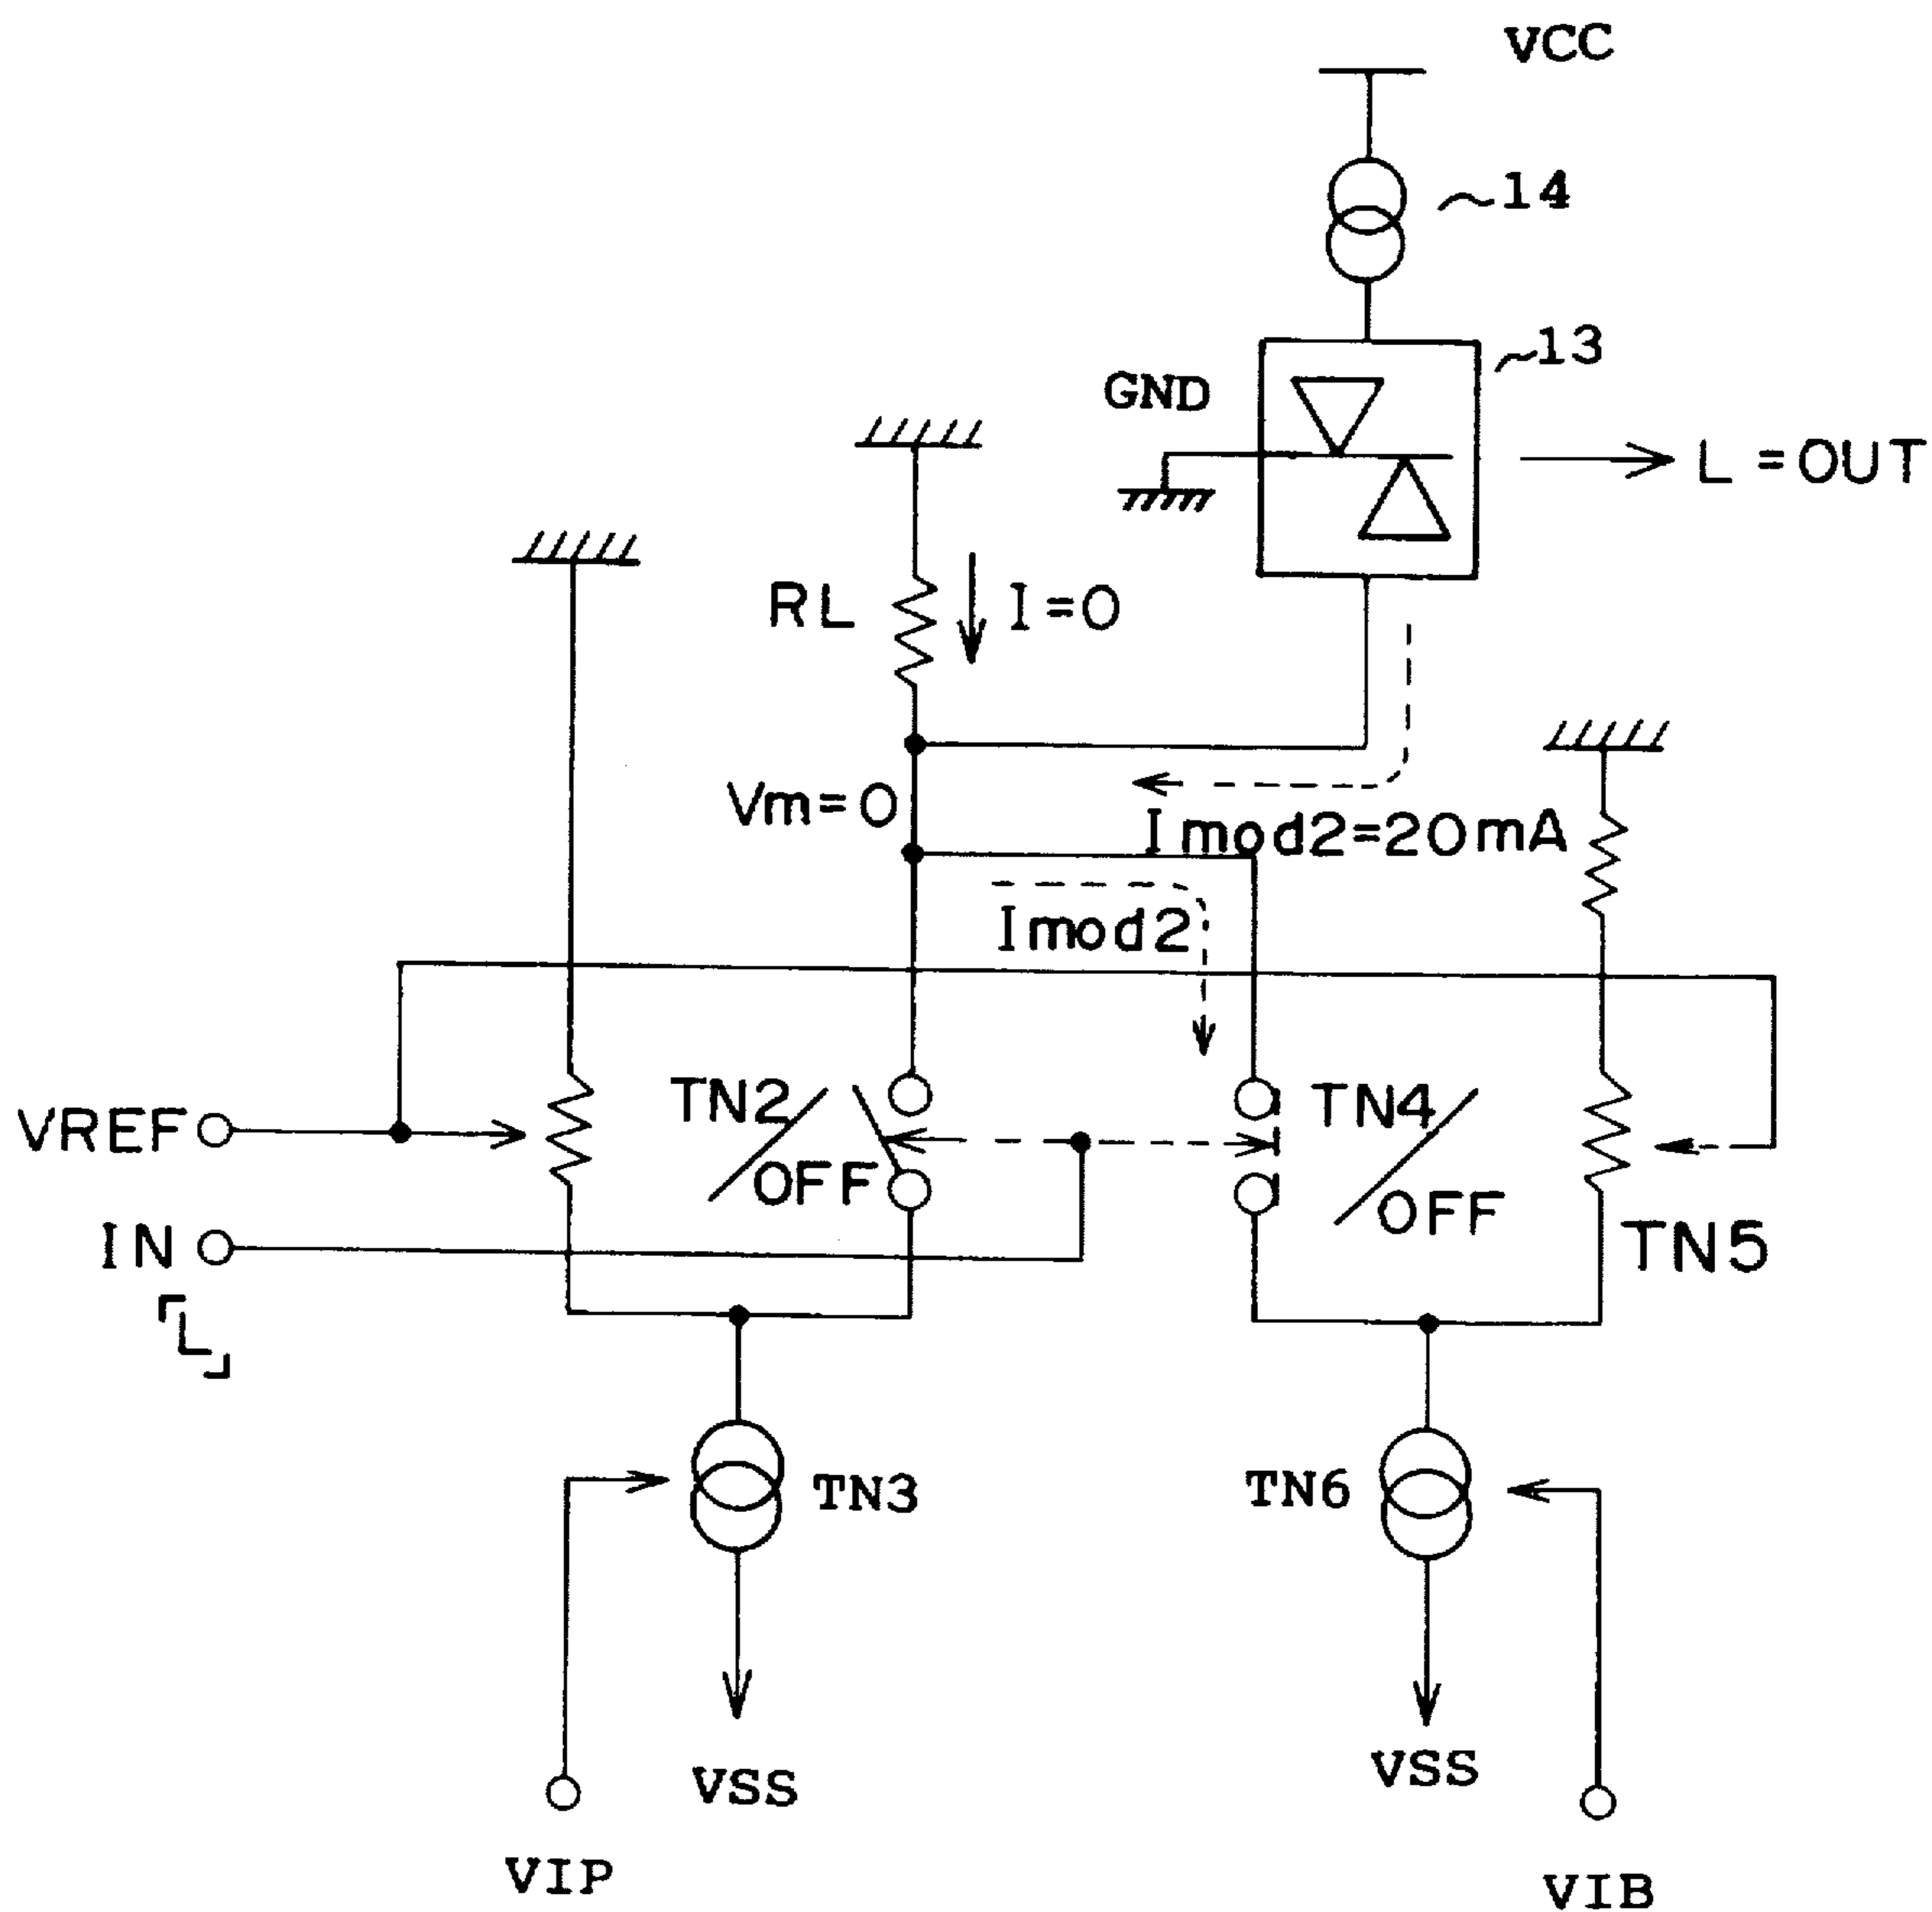 VCC
14
13
GND
L=OUT
RL
I=0
Vm=0
Imod2=20mA
Imod2
TN2/OFF
TN4/OFF
VREF
IN
「L」
TN5
TN3
TN6
VSS
VSS
VIP
VIB